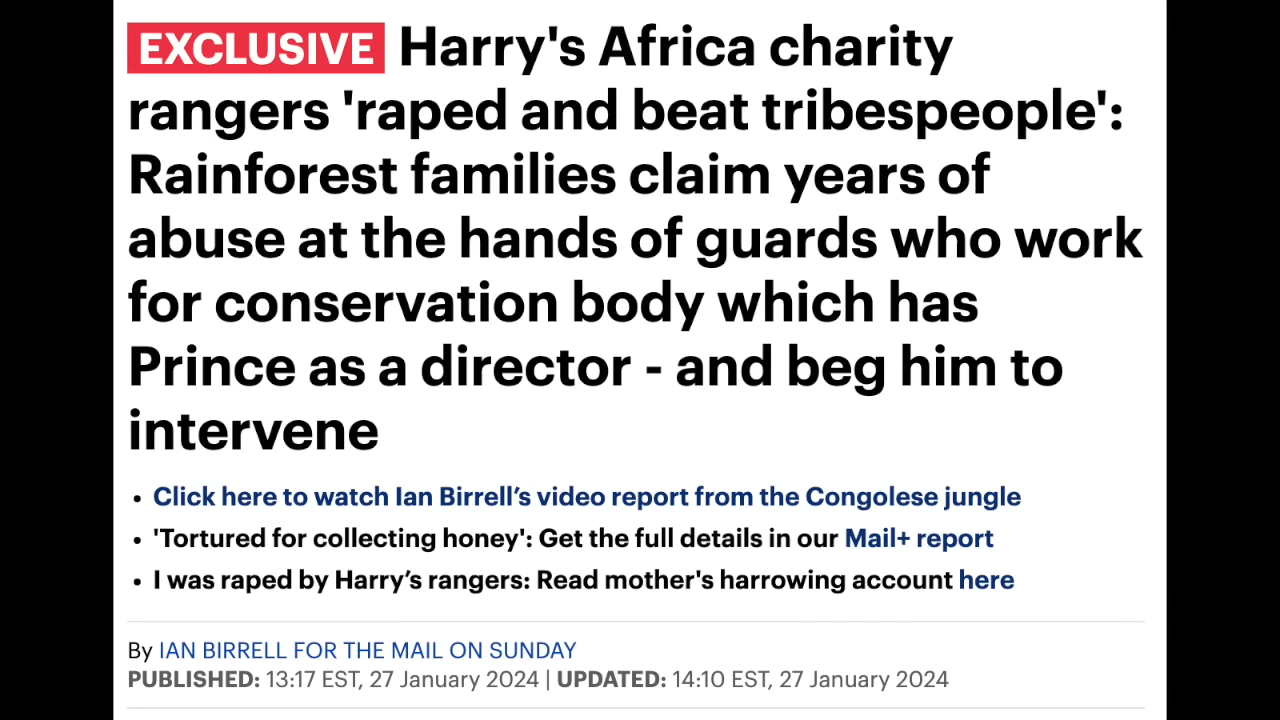 EXCLUSIVE Harry's Africa charity
rangers 'raped and beat tribespeople':
Rainforest families claim years of
abuse at the hands of guards who work
for conservation body which has
Prince as a director - and beg him to
intervene
• Click here to watch Ian Birrell’s video report from the Congolese jungle
• 'Tortured for collecting honey': Get the full details in our Mail+ report
• I was raped by Harry’s rangers: Read mother's harrowing account here
By IAN BIRRELL FOR THE MAIL ON SUNDAY
PUBLISHED: 13:17 EST, 27 January 2024 | UPDATED: 14:10 EST, 27 January 2024